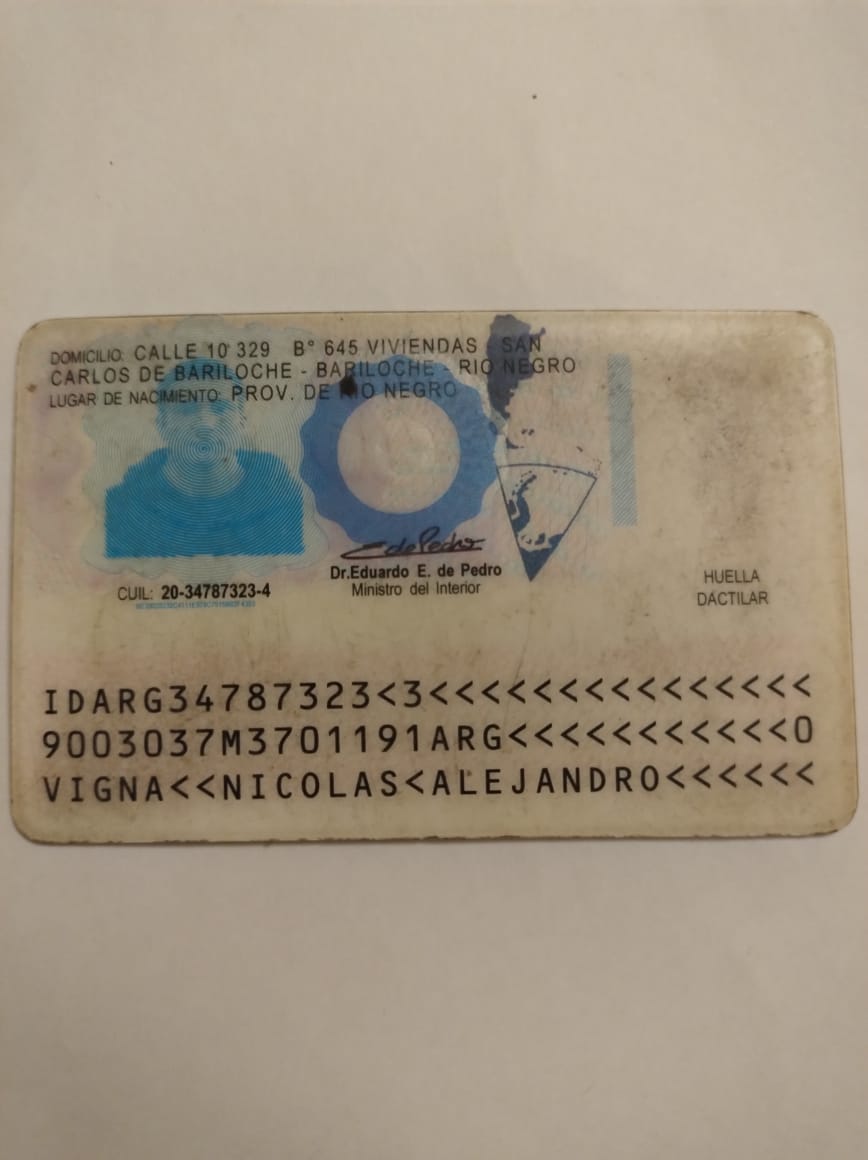 DOMICILIO: CALLE 10 329 B° 645 VIVIENDAS - SAN
CARLOS DE BARILOCHE - BARILOCHE - RIO NEGRO
LUGAR DE NACIMIENTO: PROV. DE RIO NEGRO
E de Pedro
Dr.Eduardo E. de Pedro
Ministro del Interior
CUIL: 20-34787323-4
HUELLA
DACTILAR
IDARG34787323<3<<<<<<<<<<<<<<<
9003037M3701191ARG<<<<<<<<<<<0
VIGNA<<NICOLAS<ALEJANDRO<<<<<<